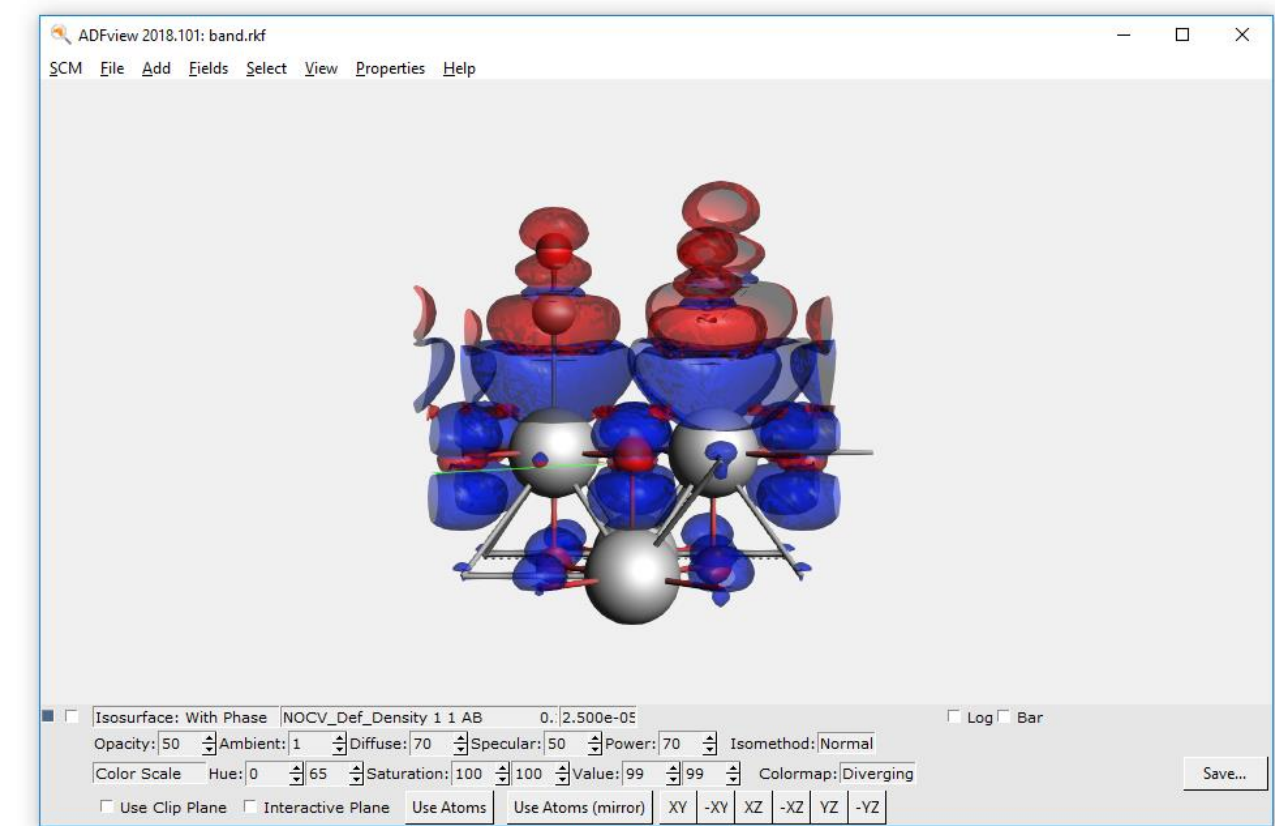 ADFview 2018.101: band.rkf
SCM File Add Fields Select View Properties Help
Isosurface: With Phase NOCV_Def_Density 1 1 AB 0.: 2.500e-05 Log Bar
Opacity: 50 Ambient: 1 Diffuse: 70 Specular: 50 Power: 70 Isomethod: Normal
Color Scale Hue: 0 65 Saturation: 100 100 Value: 99 99 Colormap: Diverging Save...
Use Clip Plane Interactive Plane Use Atoms Use Atoms (mirror) XY -XY XZ -XZ YZ -YZ